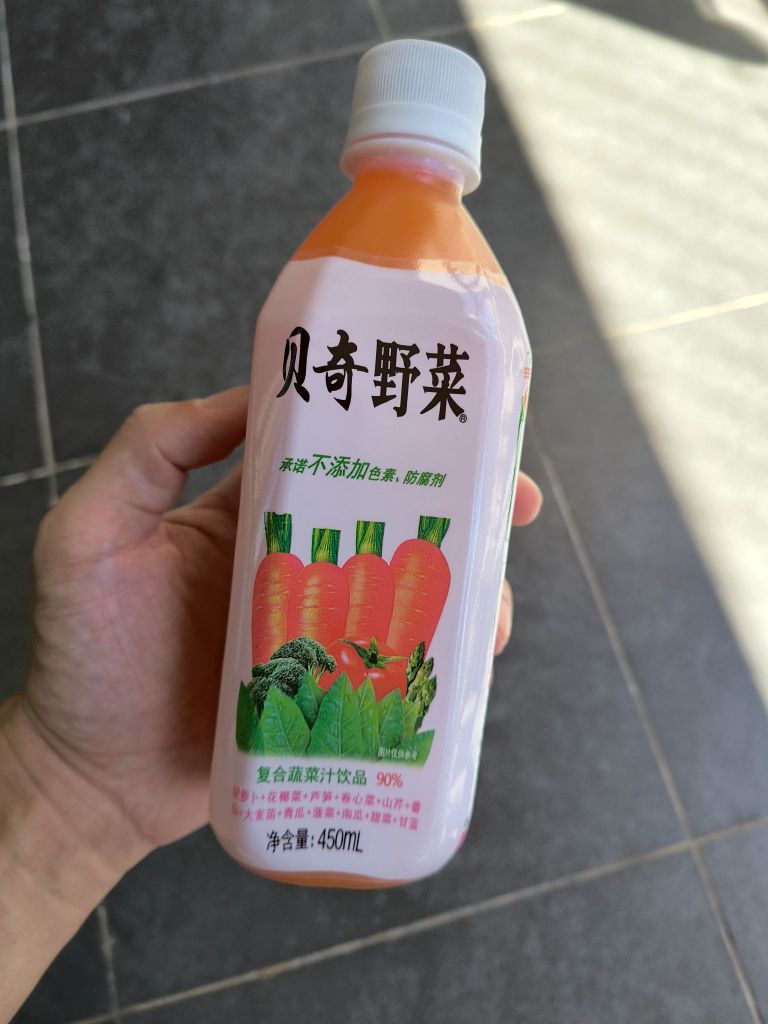 贝奇野菜®
承诺不添加色素、防腐剂
图片仅供参考
复合蔬菜汁饮品 90%
胡萝卜+花椰菜+芦笋+卷心菜+山芹+番
茄+大麦苗+青瓜+菠菜+南瓜+甜菜+甘蓝
净含量:450mL